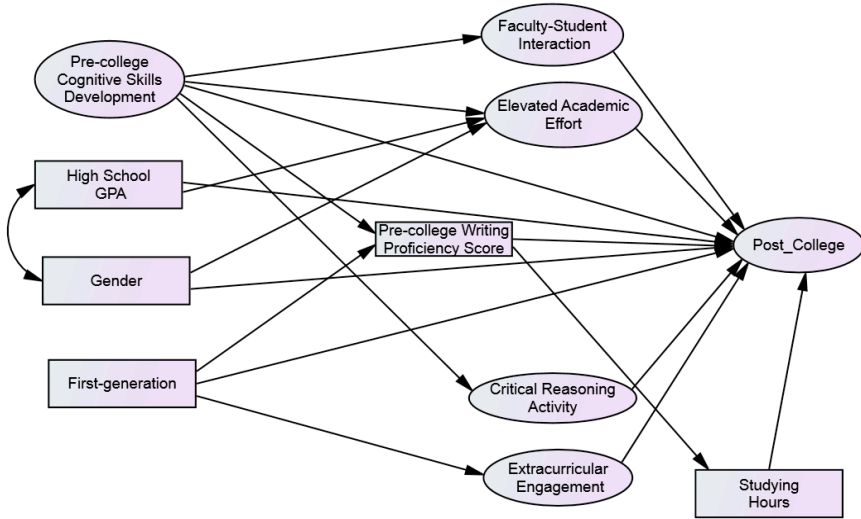 Faculty-Student
Interaction
Pre-college
Cognitive Skills
Development
Elevated Academic
Effort
High School
GPA
Pre-college Writing
Proficiency Score
Post_College
Gender
First-generation
Critical Reasoning
Activity
Extracurricular
Engagement
Studying
Hours